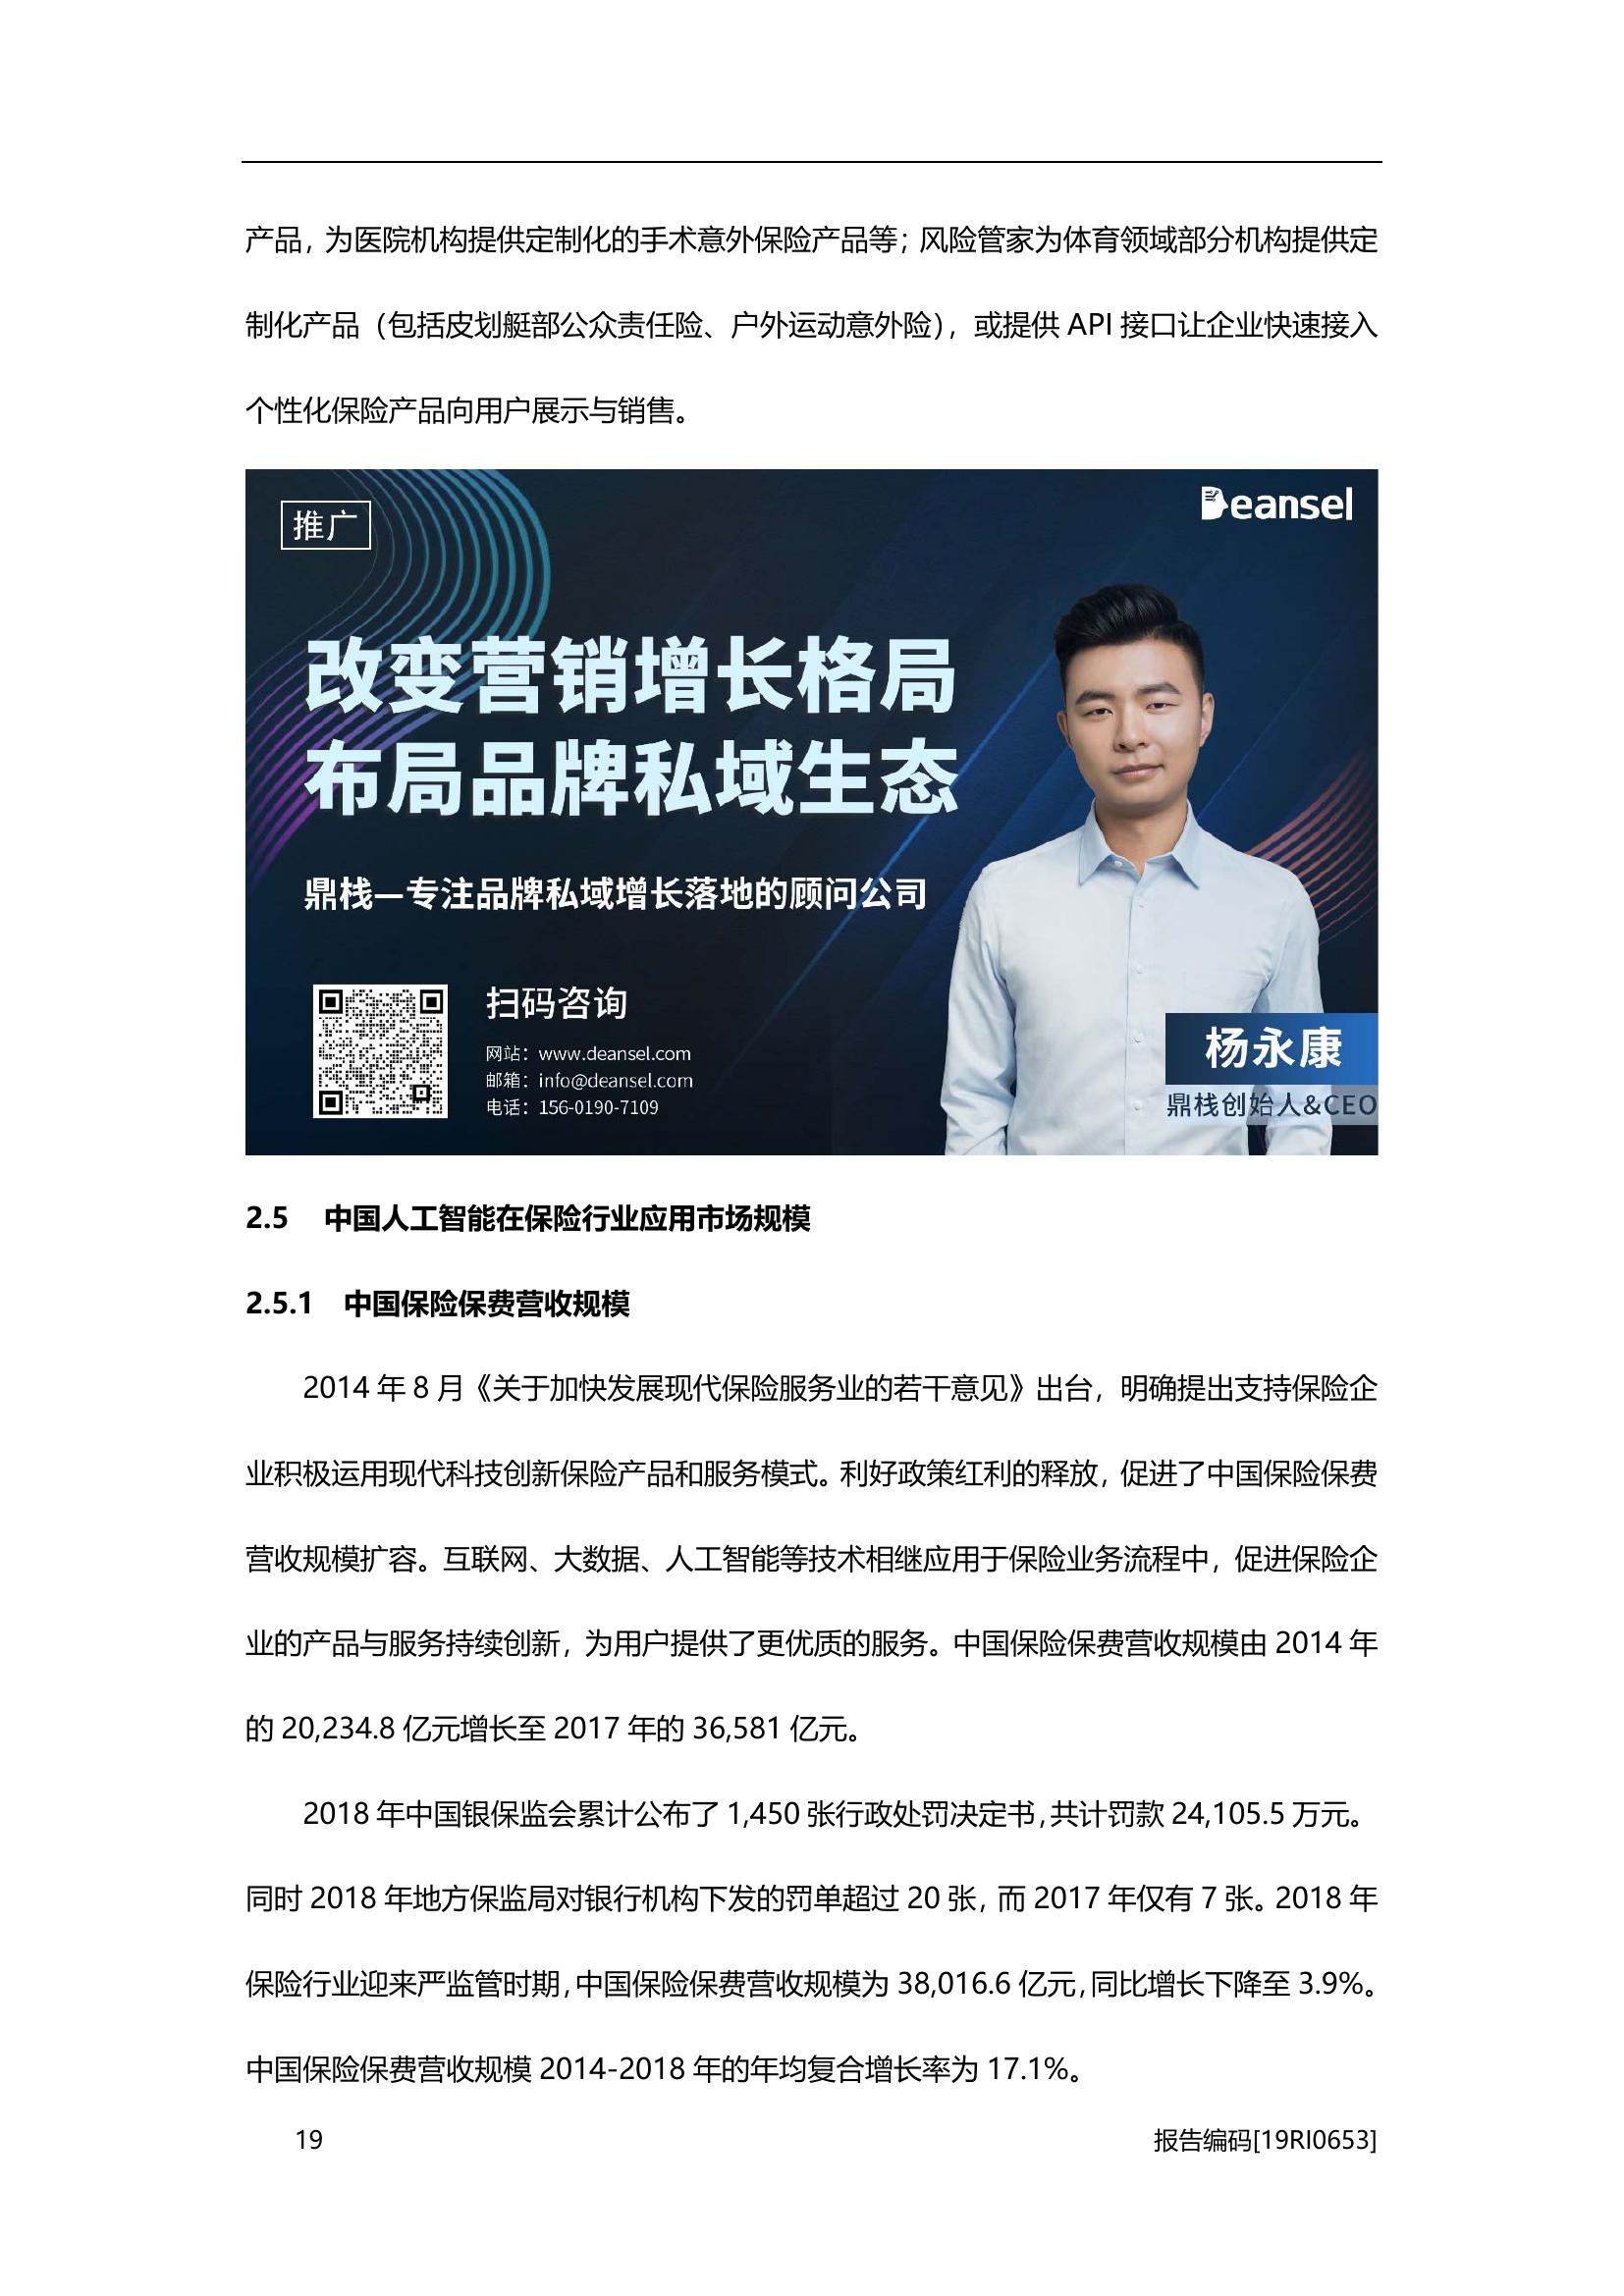 产品，为医院机构提供定制化的手术意外保险产品等；风险管家为体育领域部分机构提供定
制化产品（包括皮划艇部公众责任险、户外运动意外险），或提供 API 接口让企业快速接入
个性化保险产品向用户展示与销售。
推广
Deansel
改变营销增长格局
布局品牌私域生态
鼎栈—专注品牌私域增长落地的顾问公司
扫码咨询
网站：www.deansel.com
邮箱：info@deansel.com
电话：156-0190-7109
杨永康
鼎栈创始人&CEO
2.5 中国人工智能在保险行业应用市场规模
2.5.1 中国保险保费营收规模
2014 年 8 月《关于加快发展现代保险服务业的若干意见》出台，明确提出支持保险企
业积极运用现代科技创新保险产品和服务模式。利好政策红利的释放，促进了中国保险保费
营收规模扩容。互联网、大数据、人工智能等技术相继应用于保险业务流程中，促进保险企
业的产品与服务持续创新，为用户提供了更优质的服务。中国保险保费营收规模由 2014 年
的 20,234.8 亿元增长至 2017 年的 36,581 亿元。
2018 年中国银保监会累计公布了 1,450 张行政处罚决定书，共计罚款 24,105.5 万元。
同时 2018 年地方保监局对银行机构下发的罚单超过 20 张，而 2017 年仅有 7 张。2018 年
保险行业迎来严监管时期，中国保险保费营收规模为 38,016.6 亿元，同比增长下降至 3.9%。
中国保险保费营收规模 2014-2018 年的年均复合增长率为 17.1%。
19
报告编码[19RI0653]